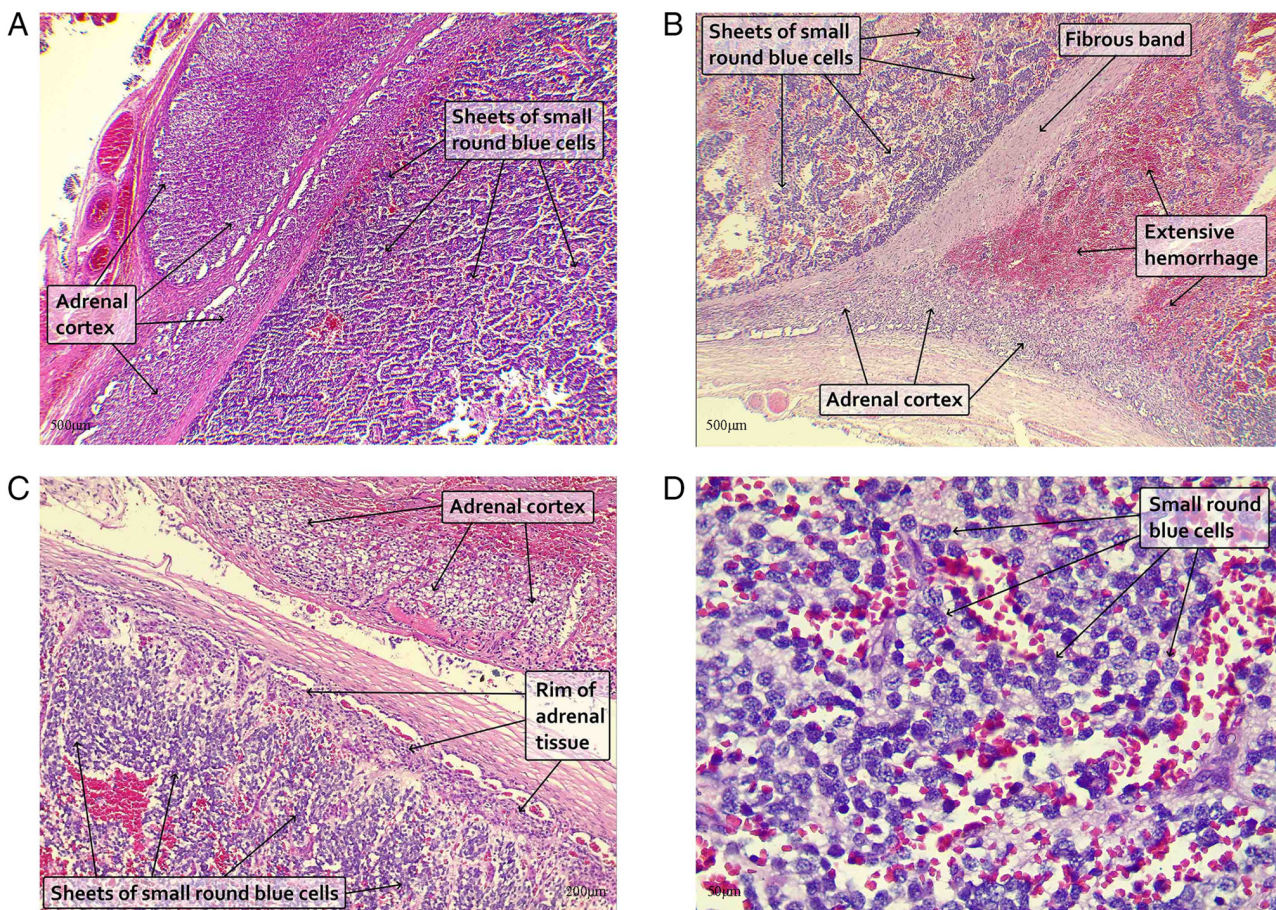 A
Sheets of small
round blue cells
Adrenal
cortex
500µm
B
Sheets of small
round blue cells
Fibrous band
Extensive
hemorrhage
Adrenal cortex
500µm
C
Adrenal cortex
Rim of
adrenal
tissue
Sheets of small round blue cells
200µm
D
Small round
blue cells
50µm